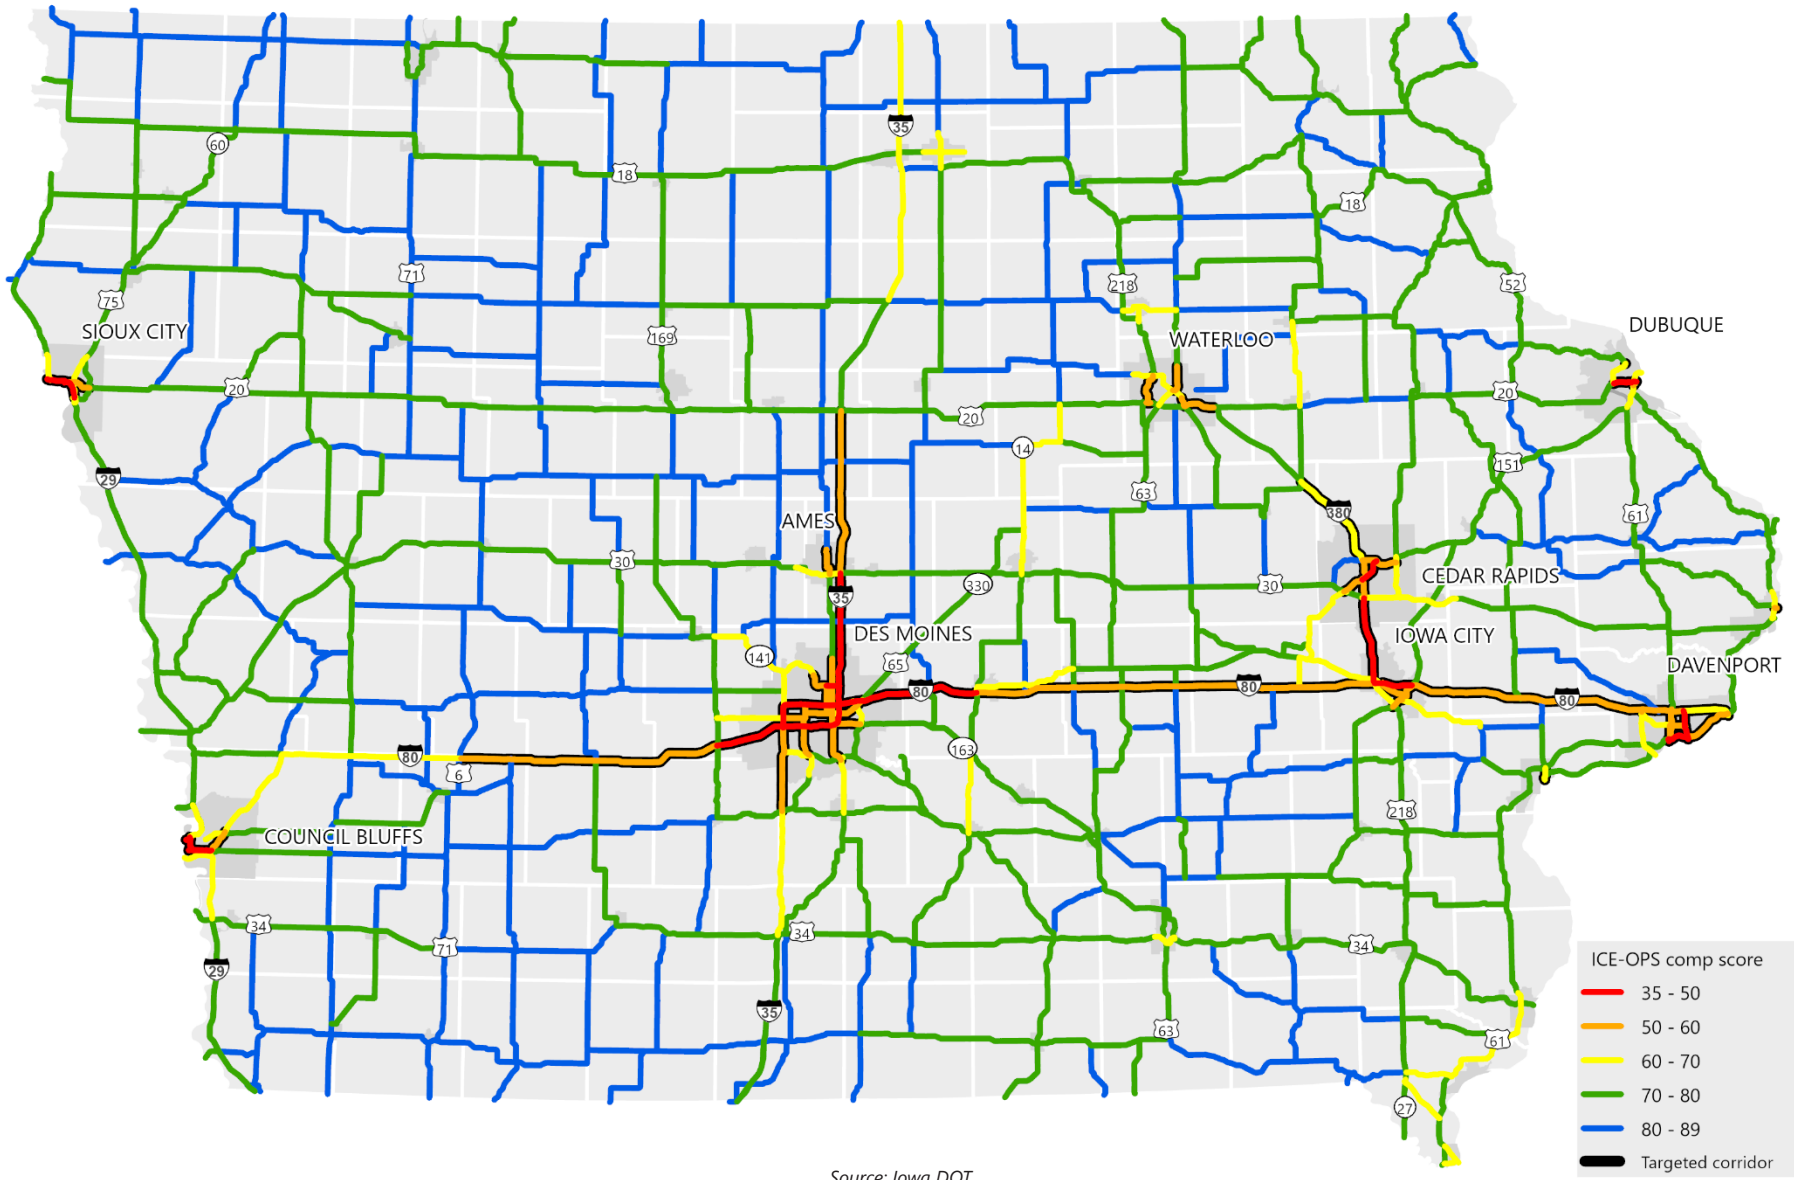 35
60
18
18
71
218
52
75
SIOUX CITY
DUBUQUE
169
WATERLOO
20
20
20
14
151
29
63
380
61
AMES
30
330
30
CEDAR RAPIDS
35
DES MOINES
IOWA CITY
141
65
DAVENPORT
80
80
80
163
80
6
218
COUNCIL BLUFFS
34
34
71
34
29
35
63
61
27
ICE-OPS comp score
35 - 50
50 - 60
60 - 70
70 - 80
80 - 89
Targeted corridor
Source: Iowa DOT